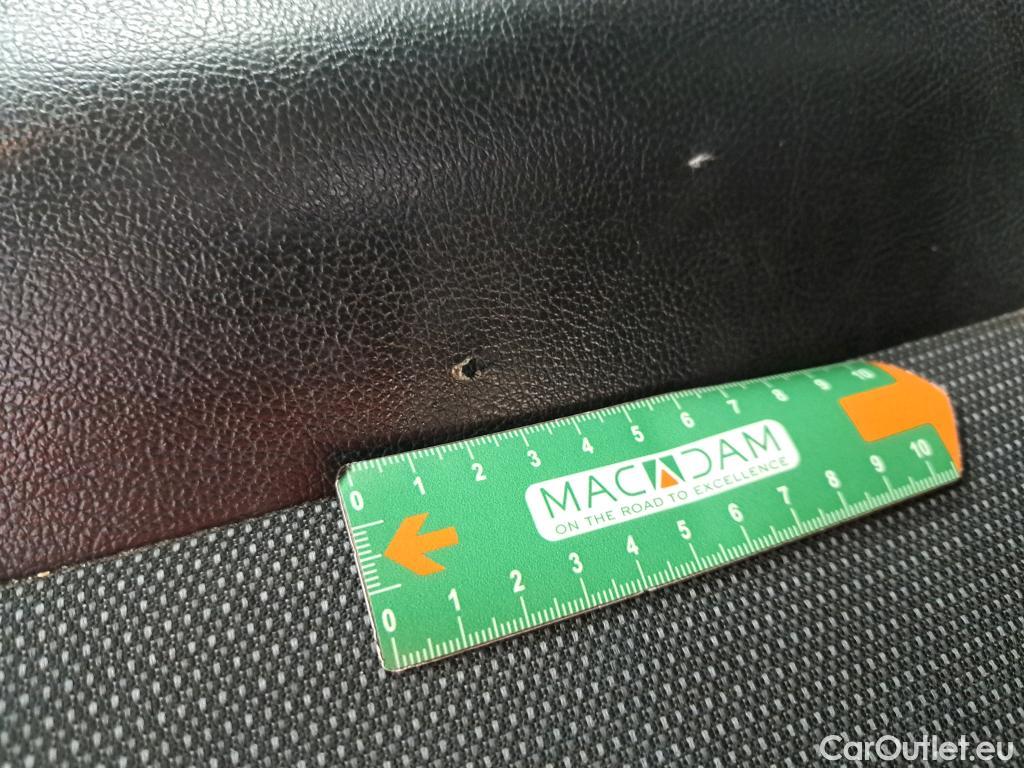 0 1 2 3 4 5 6 7 8 9 10
MACADAM
ON THE ROAD TO EXCELLENCE
0 1 2 3 4 5 6 7 8 9 10
CarOutlet.eu